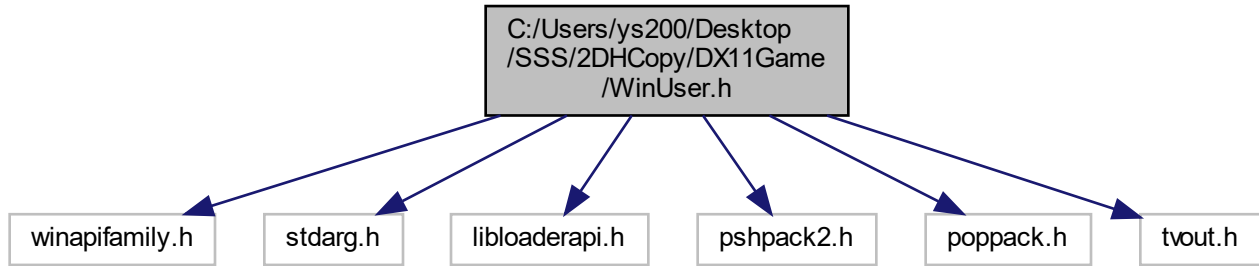 C:/Users/ys200/Desktop
/SSS/2DHCopy/DX11Game
/WinUser.h
winapifamily.h
stdarg.h
libloaderapi.h
pshpack2.h
poppack.h
tvout.h